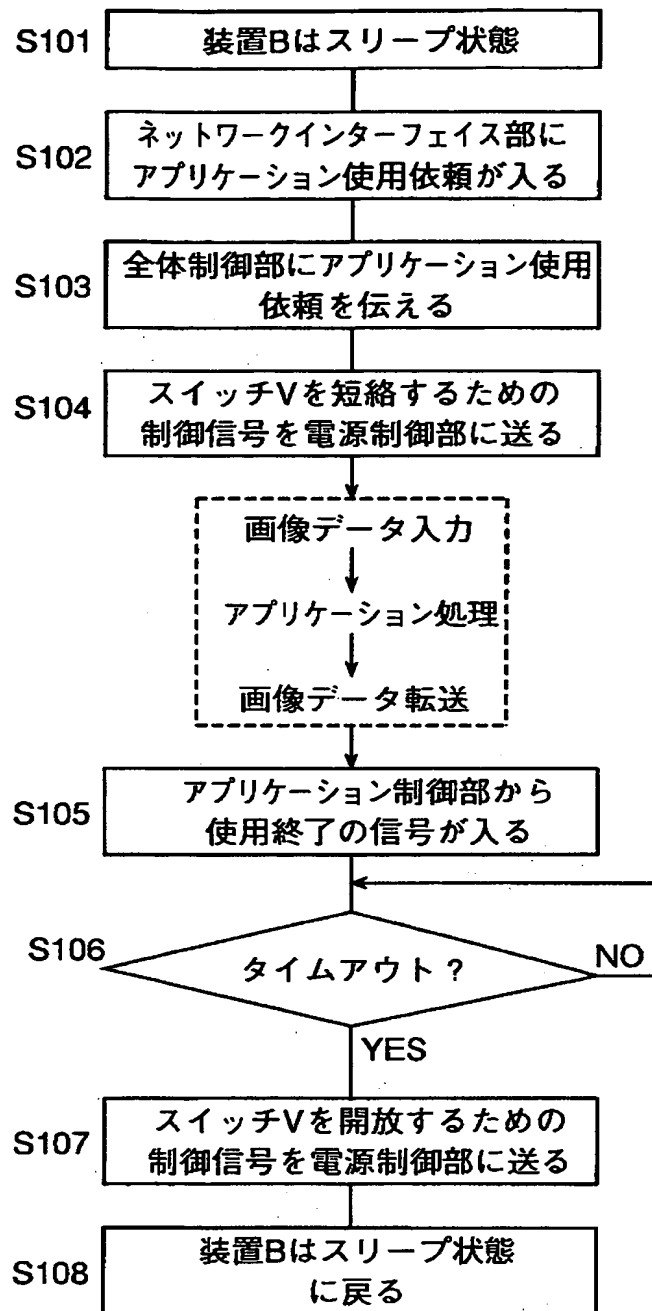 S101
装置Bはスリープ状態
S102
ネットワークインターフェイス部に
アプリケーション使用依頼が入る
S103
全体制御部にアプリケーション使用
依頼を伝える
S104
スイッチVを短絡するための
制御信号を電源制御部に送る
画像データ入力
アプリケーション処理
画像データ転送
S105
アプリケーション制御部から
使用終了の信号が入る
S106
タイムアウト?
NO
YES
S107
スイッチVを開放するための
制御信号を電源制御部に送る
S108
装置Bはスリープ状態
に戻る